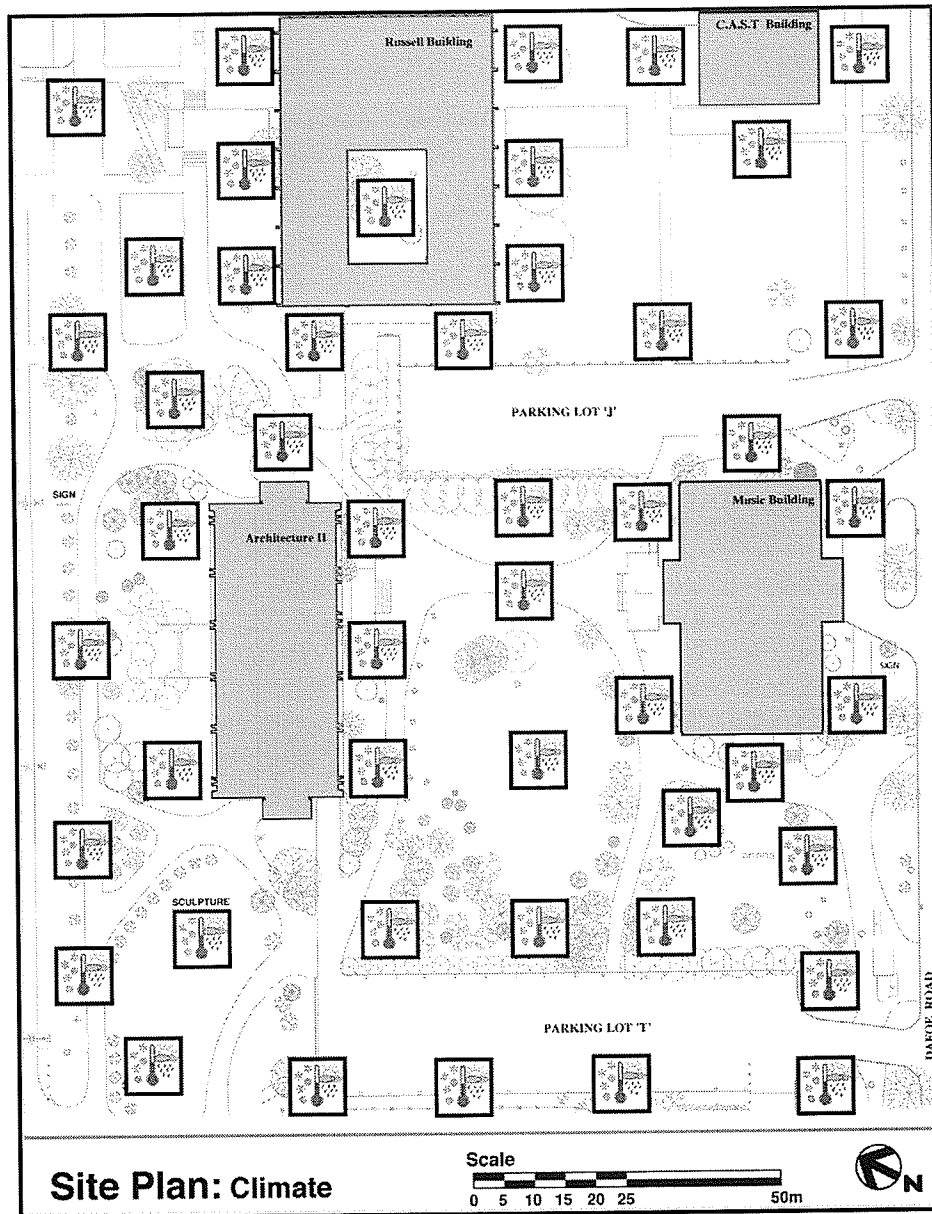 Russell Building
C.A.S.T Building
PARKING LOT 'J'
SIGN
Architecture II
Music Building
SIGN
SCULPTURE
PARKING LOT 'T'
DAFOE ROAD
Site Plan: Climate
Scale
0 5 10 15 20 25 50m
N